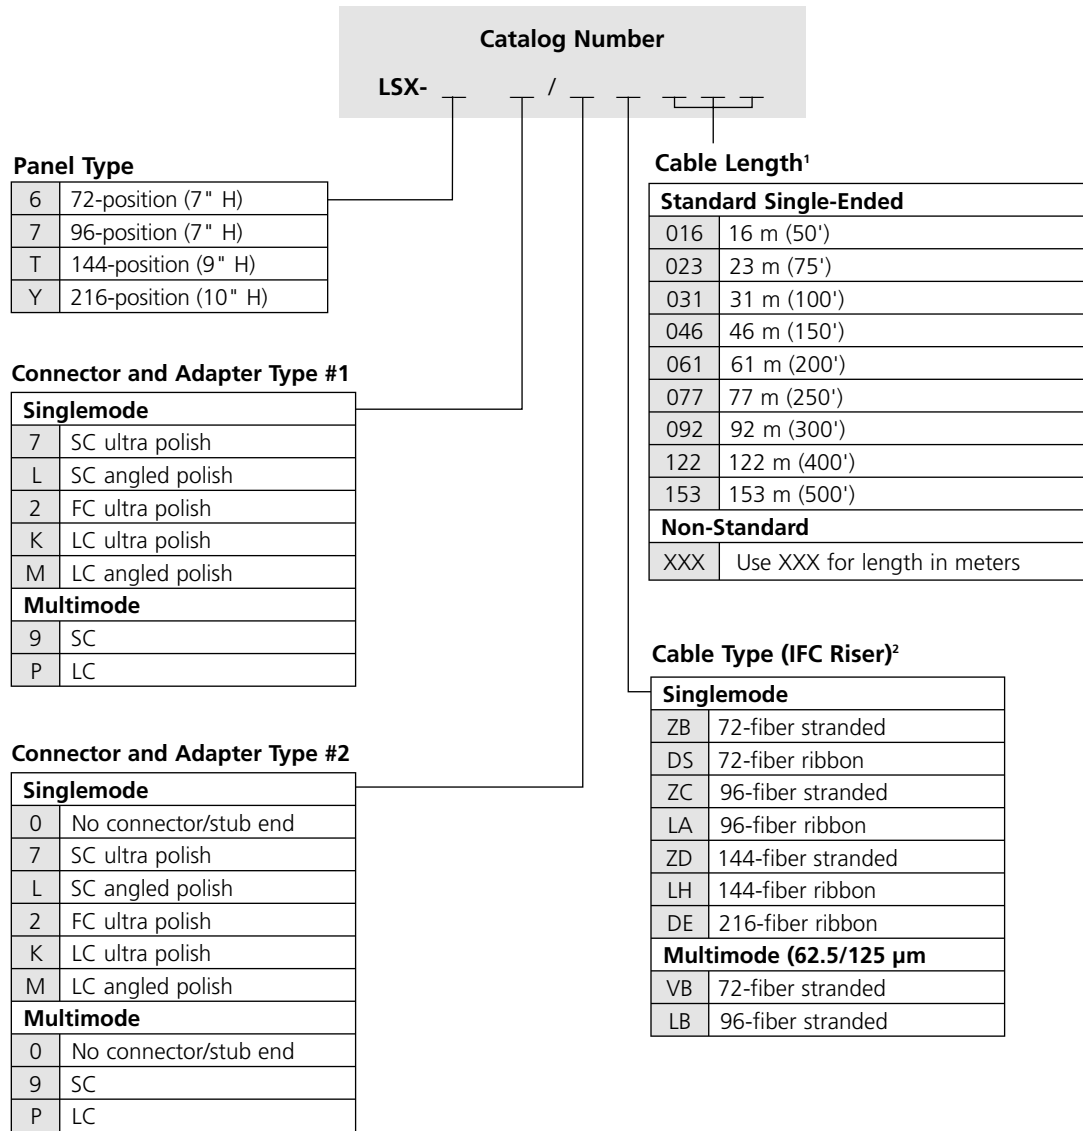 Catalog Number
LSX- __ __ / __ __ __ __ __
Panel Type
6 72-position (7" H)
7 96-position (7" H)
T 144-position (9" H)
Y 216-position (10" H)
Connector and Adapter Type #1
Singlemode
7 SC ultra polish
L SC angled polish
2 FC ultra polish
K LC ultra polish
M LC angled polish
Multimode
9 SC
P LC
Connector and Adapter Type #2
Singlemode
0 No connector/stub end
7 SC ultra polish
L SC angled polish
2 FC ultra polish
K LC ultra polish
M LC angled polish
Multimode
0 No connector/stub end
9 SC
P LC
Cable Length¹
Standard Single-Ended
016 16 m (50')
023 23 m (75')
031 31 m (100')
046 46 m (150')
061 61 m (200')
077 77 m (250')
092 92 m (300')
122 122 m (400')
153 153 m (500')
Non-Standard
XXX Use XXX for length in meters
Cable Type (IFC Riser)²
Singlemode
ZB 72-fiber stranded
DS 72-fiber ribbon
ZC 96-fiber stranded
LA 96-fiber ribbon
ZD 144-fiber stranded
LH 144-fiber ribbon
DE 216-fiber ribbon
Multimode (62.5/125 µm
VB 72-fiber stranded
LB 96-fiber stranded